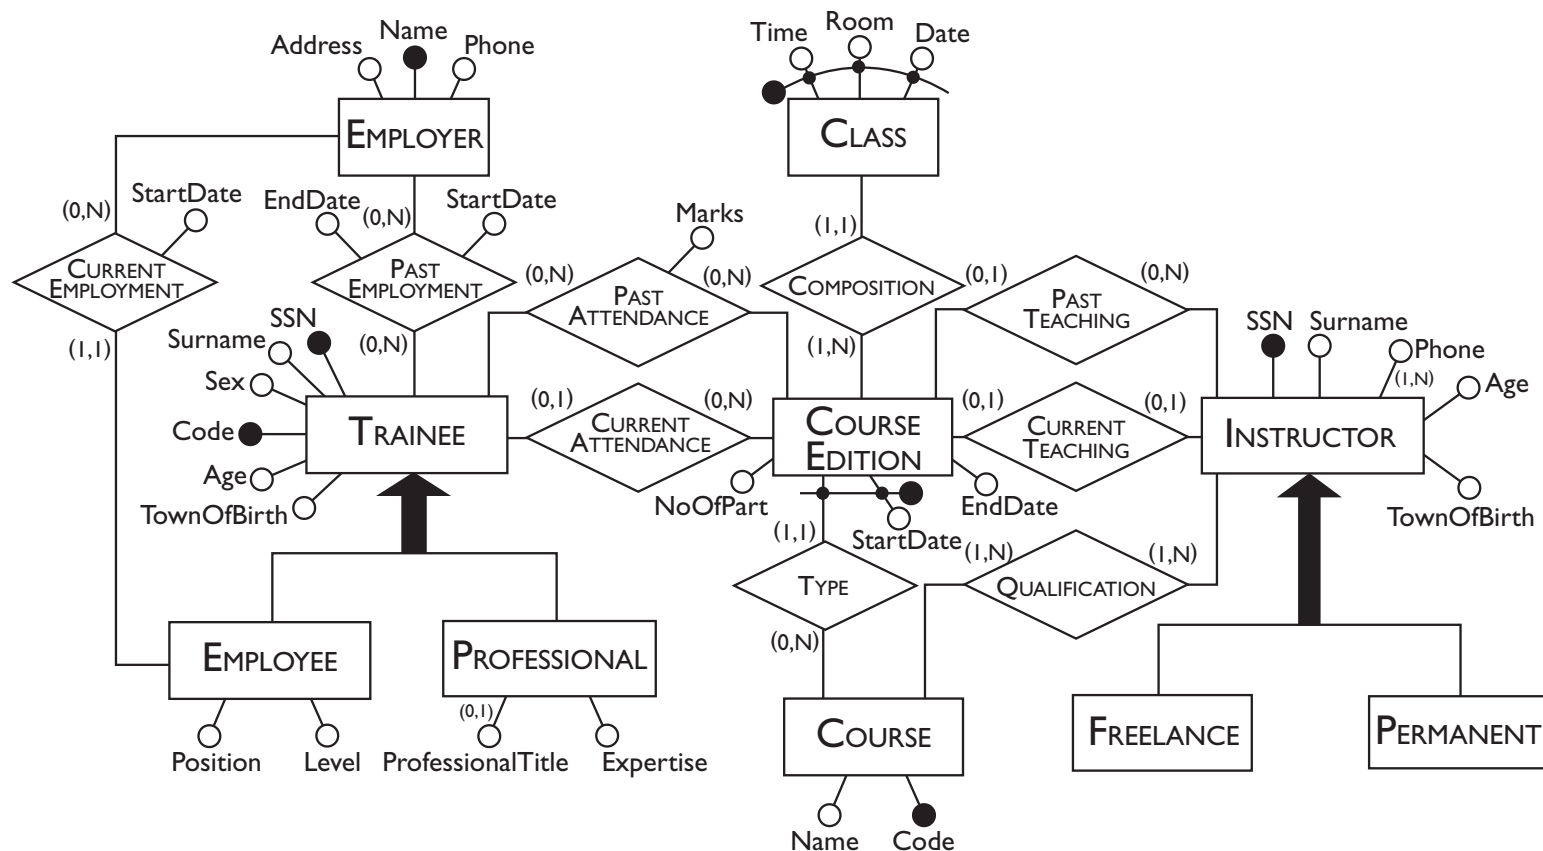 Name
Address
Phone
EMPLOYER
Room
Time
Date
CLASS
StartDate
(0,N)
EndDate
(0,N)
StartDate
Marks
(1,1)
CURRENT
EMPLOYMENT
PAST
EMPLOYMENT
(0,N)
PAST
ATTENDANCE
(0,N)
COMPOSITION
(0,1)
PAST
TEACHING
(0,N)
SSN
Surname
Sex
Code
Age
TownOfBirth
(1,1)
(0,N)
(1,N)
TRAINEE
(0,1)
CURRENT
ATTENDANCE
(0,N)
COURSE
EDITION
(0,1)
CURRENT
TEACHING
(0,1)
SSN
Surname
Phone
(1,N)
Age
INSTRUCTOR
TownOfBirth
NoOfPart
StartDate
EndDate
(1,1)
TYPE
(0,N)
(1,N)
QUALIFICATION
(1,N)
EMPLOYEE
Position
Level
PROFESSIONAL
(0,1)
ProfessionalTitle
Expertise
COURSE
Name
Code
FREELANCE
PERMANENT